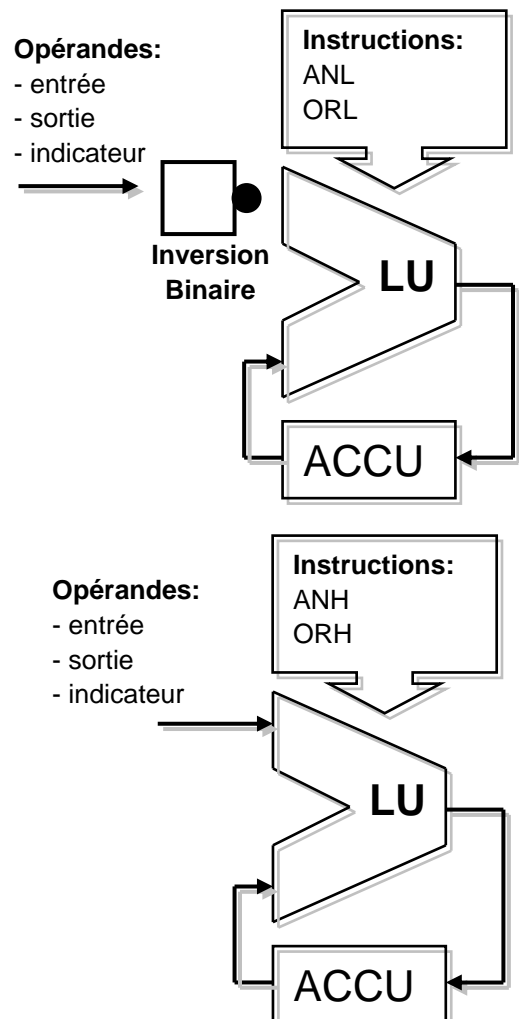 Opérandes:
- entrée
- sortie
- indicateur
Instructions:
ANL
ORL
Inversion
Binaire
LU
ACCU
Opérandes:
- entrée
- sortie
- indicateur
Instructions:
ANH
ORH
LU
ACCU